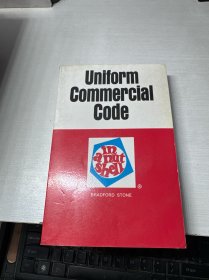 Uniform
Commercial
Code
in
a nut
shell
®
BRADFORD STONE